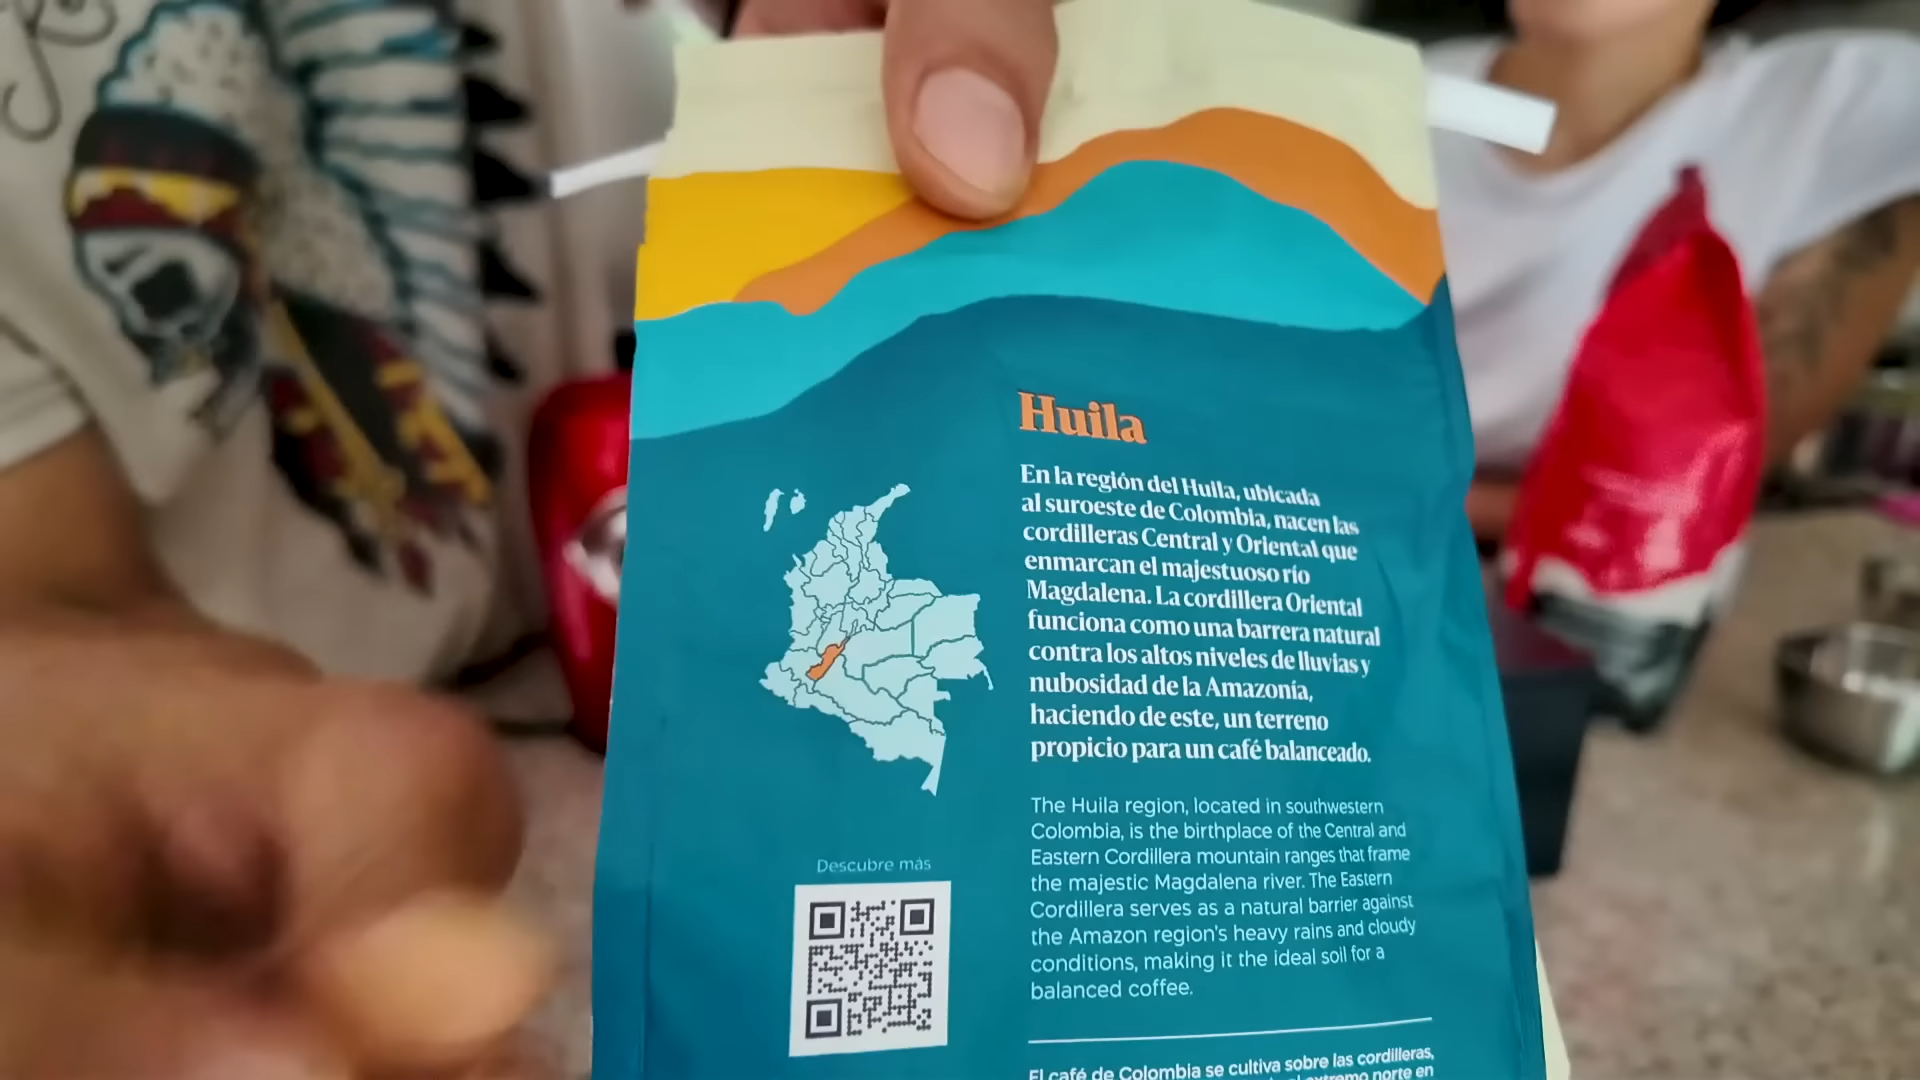 Huila
En la región del Huila, ubicada
al suroeste de Colombia, nacen las
cordilleras Central y Oriental que
enmarcan el majestuoso río
Magdalena. La cordillera Oriental
funciona como una barrera natural
contra los altos niveles de lluvias y
nubosidad de la Amazonía,
haciendo de este, un terreno
propicio para un café balanceado.
The Huila region, located in southwestern
Colombia, is the birthplace of the Central and
Eastern Cordillera mountain ranges that frame
the majestic Magdalena river. The Eastern
Cordillera serves as a natural barrier against
the Amazon region's heavy rains and cloudy
conditions, making it the ideal soil for a
balanced coffee.
Descubre más
El café de Colombia se cultiva sobre las cordilleras,
extremo norte en